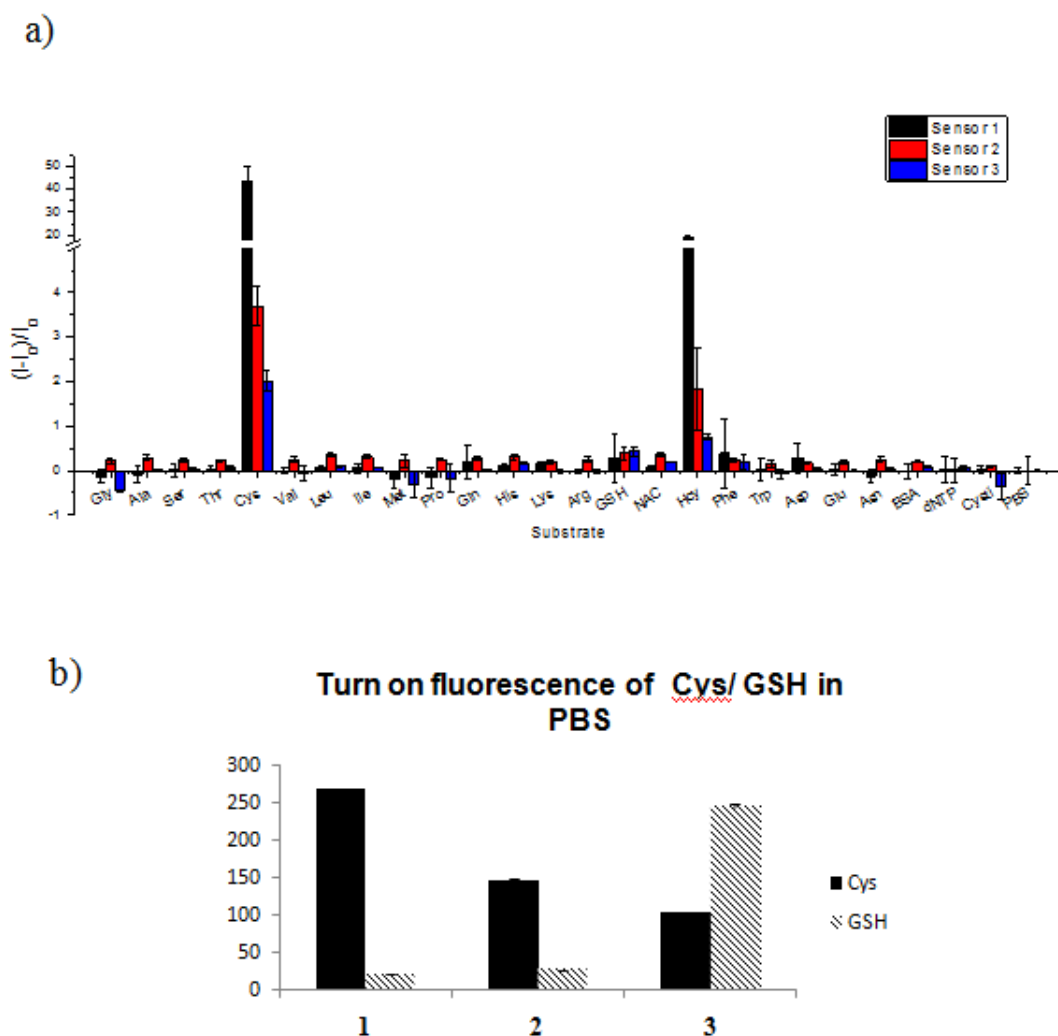 a)
Sensor 1
Sensor 2
Sensor 3
50
40
30
20
4
3
2
1
0
-1
(I-I0)/I0
Gly Ala Ser Thr Cys Val Leu Ile Met Pro Gln His Lys Arg GSH NAC Hcy Phe Trp Asp Glu Asn BSA dNTP PBS
Substrate
b)
Turn on fluorescence of Cys/ GSH in
PBS
300
250
200
150
100
50
0
Cys
GSH
1 2 3